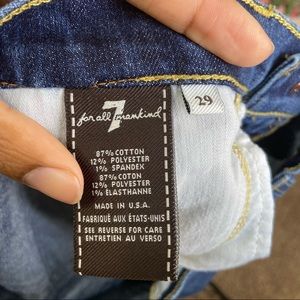 7
for all mankind
29
87% COTTON
12% POLYESTER
1% SPANDEX
87% COTON
12% POLYESTER
1% ÉLASTHANNE
MADE IN U.S.A.
FABRIQUÉ AUX ÉTATS-UNIS
SEE REVERSE FOR CARE
ENTRETIEN AU VERSO